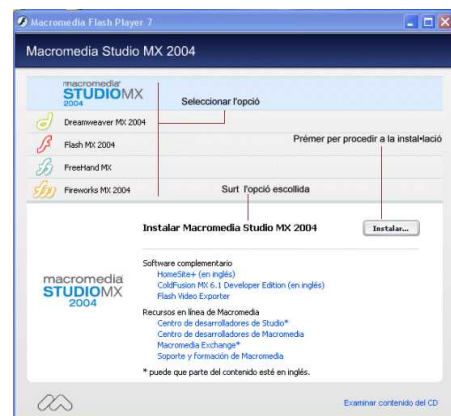 Macromedia Flash Player 7
Macromedia Studio MX 2004
macromedia
STUDIOMX
2004
Seleccionar l'opció
Dreamweaver MX 2004
Flash MX 2004
Prémer per procedir a la instal•lació
FreeHand MX
Fireworks MX 2004
Surt l'opció escollida
Instalar Macromedia Studio MX 2004
Instalar...
Software complementario
HomeSite+ (en inglés)
ColdFusion MX 6.1 Developer Edition (en inglés)
Flash Video Exporter
macromedia
STUDIOMX
2004
Recursos en línea de Macromedia
Centro de desarrolladores de Studio*
Centro de desarrolladores de Macromedia
Macromedia Exchange*
Soporte y formación de Macromedia
* puede que parte del contenido esté en inglés.
Examinar contenido del CD